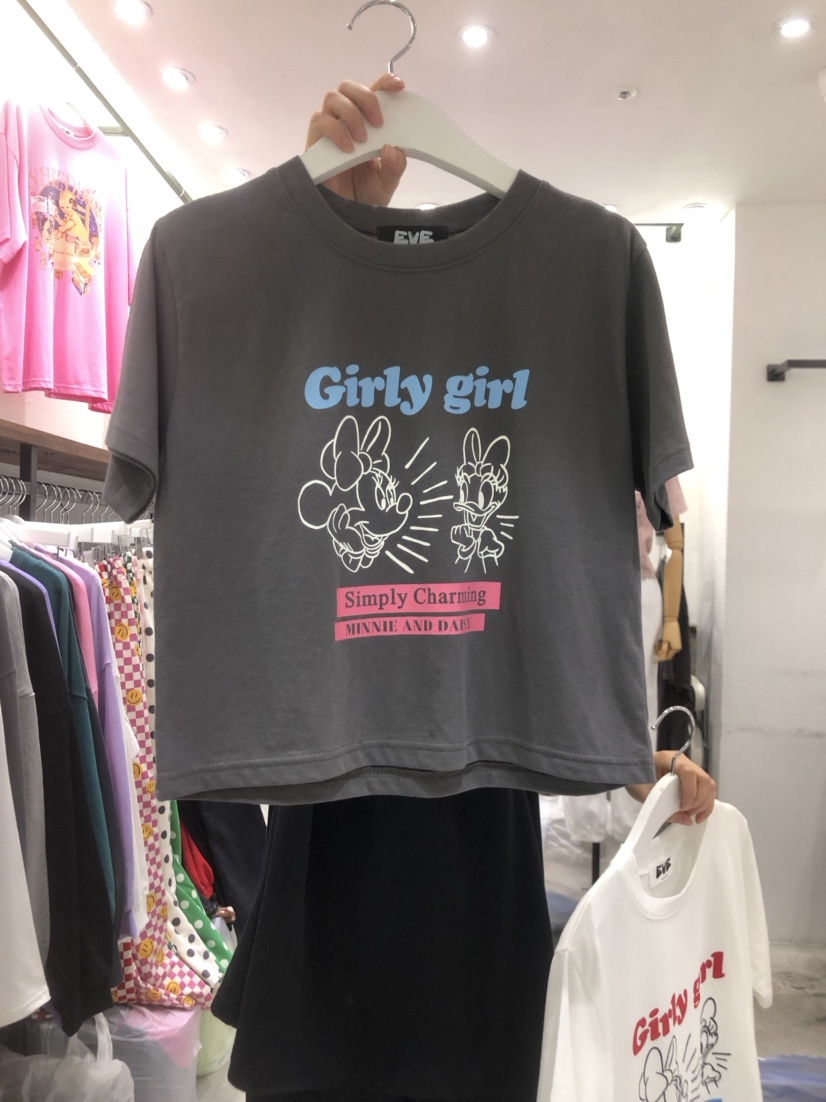 EVE
Girly girl
Simply Charming
MINNIE AND DAISY
EVE
Girly girl